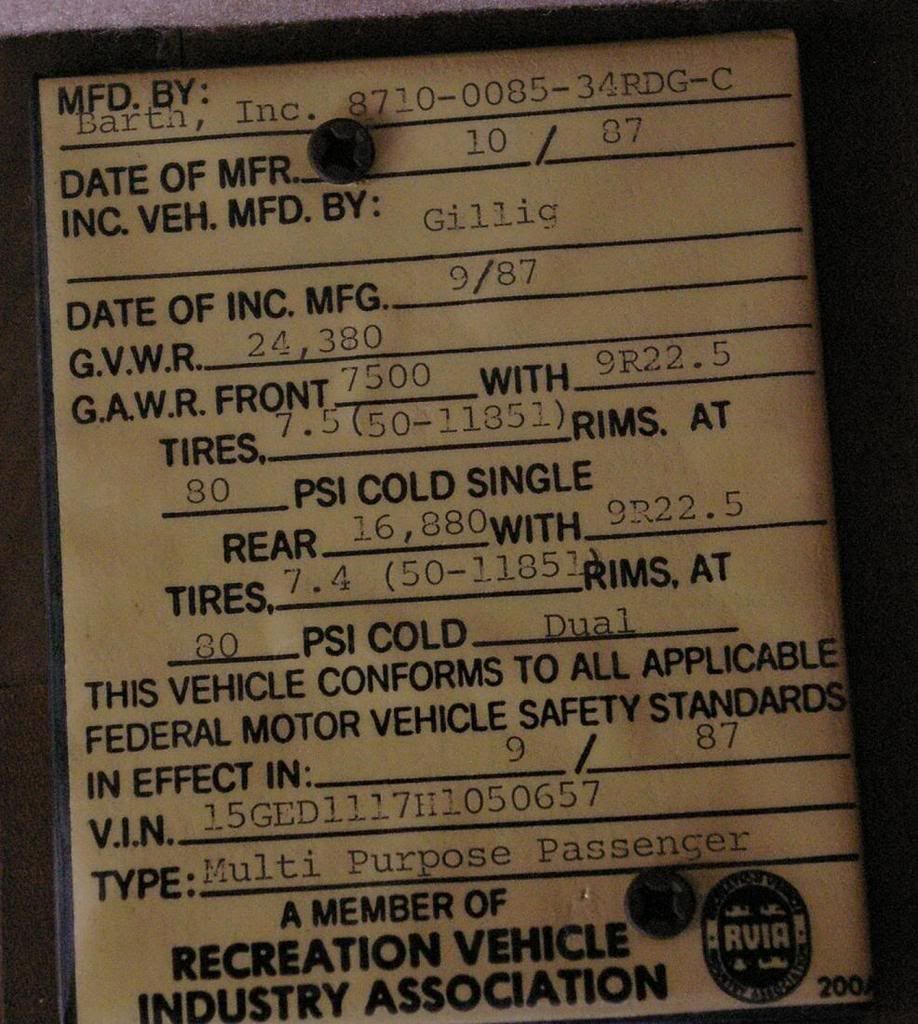 MFD. BY: Barth, Inc. 8710-0085-34RDG-C
DATE OF MFR. 10 / 87
INC. VEH. MFD. BY: Gillig
DATE OF INC. MFG. 9/87
G.V.W.R. 24,380
G.A.W.R. FRONT 7500 WITH 9R22.5
TIRES, 7.5(50-11851) RIMS. AT
80 PSI COLD SINGLE
REAR 16,880 WITH 9R22.5
TIRES, 7.4 (50-11851) RIMS, AT
80 PSI COLD Dual
THIS VEHICLE CONFORMS TO ALL APPLICABLE
FEDERAL MOTOR VEHICLE SAFETY STANDARDS
IN EFFECT IN: 9 / 87
V.I.N. 15GED1117H1050657
TYPE: Multi Purpose Passenger
A MEMBER OF
RECREATION VEHICLE
INDUSTRY ASSOCIATION
RVIA